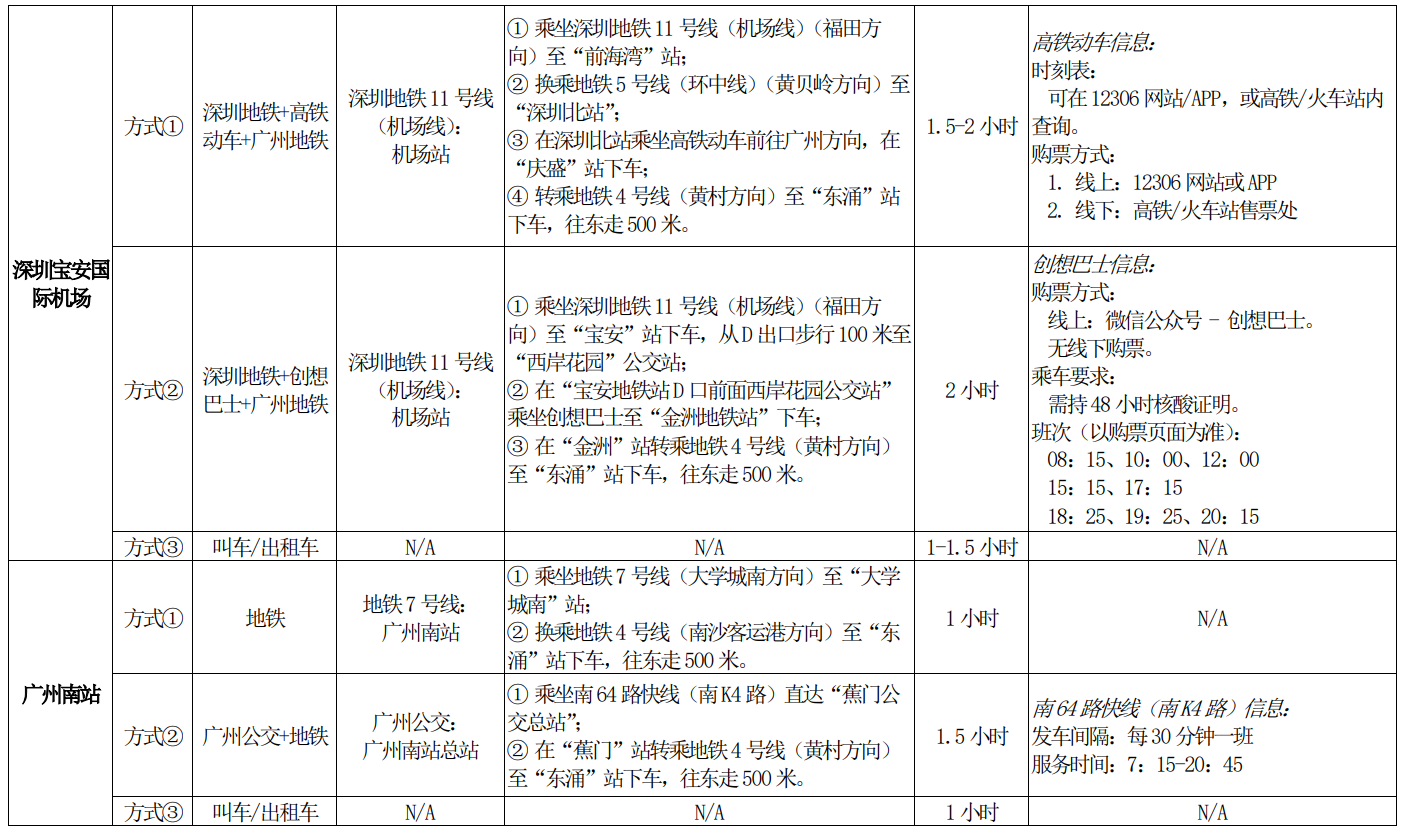 深圳宝安国
际机场
方式①
深圳地铁+高铁
动车+广州地铁
深圳地铁 11 号线
（机场线）：
机场站
① 乘坐深圳地铁 11 号线（机场线）（福田方
向）至“前海湾”站；
② 换乘地铁 5 号线（环中线）（黄贝岭方向）至
“深圳北站”；
③ 在深圳北站乘坐高铁动车前往广州方向，在
“庆盛”站下车；
④ 转乘地铁 4 号线（黄村方向）至“东涌”站
下车，往东走 500 米。
1.5-2 小时
高铁动车信息：
时刻表：
可在 12306 网站/APP，或高铁/火车站内
查询。
购票方式：
1. 线上：12306 网站或 APP
2. 线下：高铁/火车站售票处
方式②
深圳地铁+创想
巴士+广州地铁
深圳地铁 11 号线
（机场线）：
机场站
① 乘坐深圳地铁 11 号线（机场线）（福田方
向）至“宝安”站下车，从 D 出口步行 100 米至
“西岸花园”公交站；
② 在“宝安地铁站 D 口前面西岸花园公交站”
乘坐创想巴士至“金洲地铁站”下车；
③ 在“金洲”站转乘地铁 4 号线（黄村方向）
至“东涌”站下车，往东走 500 米。
2 小时
创想巴士信息：
购票方式：
线上：微信公众号 - 创想巴士。
无线下购票。
乘车要求：
需持 48 小时核酸证明。
班次（以购票页面为准）：
08：15、10：00、12：00
15：15、17：15
18：25、19：25、20：15
方式③
叫车/出租车
N/A
N/A
1-1.5 小时
N/A
广州南站
方式①
地铁
地铁 7 号线：
广州南站
① 乘坐地铁 7 号线（大学城南方向）至“大学
城南”站；
② 换乘地铁 4 号线（南沙客运港方向）至“东
涌”站下车，往东走 500 米。
1 小时
N/A
方式②
广州公交+地铁
广州公交：
广州南站总站
① 乘坐南 64 路快线（南 K4 路）直达“蕉门公
交总站”；
② 在“蕉门”站转乘地铁 4 号线（黄村方向）
至“东涌”站下车，往东走 500 米。
1.5 小时
南 64 路快线（南 K4 路）信息：
发车间隔：每 30 分钟一班
服务时间：7：15-20：45
方式③
叫车/出租车
N/A
N/A
1 小时
N/A